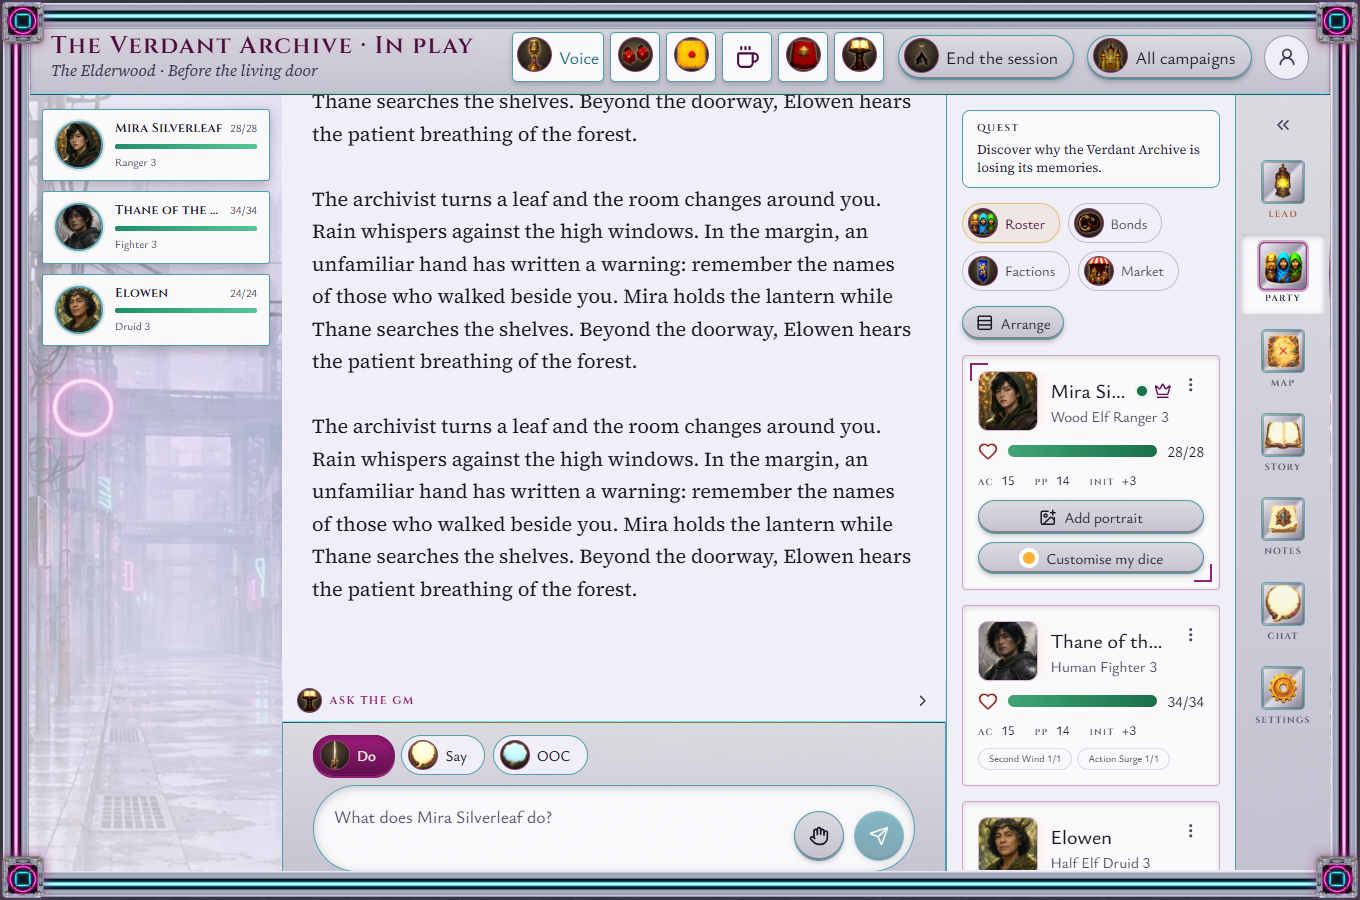 The Verdant Archive · In play
The Elderwood · Before the living door
Voice
End the session
All campaigns
Mira Silverleaf 28/28
Ranger 3
Thane of the ... 34/34
Fighter 3
Elowen 24/24
Druid 3
Thane searches the shelves. Beyond the doorway, Elowen hears
the patient breathing of the forest.
The archivist turns a leaf and the room changes around you.
Rain whispers against the high windows. In the margin, an
unfamiliar hand has written a warning: remember the names
of those who walked beside you. Mira holds the lantern while
Thane searches the shelves. Beyond the doorway, Elowen hears
the patient breathing of the forest.
The archivist turns a leaf and the room changes around you.
Rain whispers against the high windows. In the margin, an
unfamiliar hand has written a warning: remember the names
of those who walked beside you. Mira holds the lantern while
Thane searches the shelves. Beyond the doorway, Elowen hears
the patient breathing of the forest.
ASK THE GM
Do
Say
OOC
What does Mira Silverleaf do?
QUEST
Discover why the Verdant Archive is
losing its memories.
Roster
Bonds
Factions
Market
Arrange
Mira Si...
Wood Elf Ranger 3
28/28
AC 15 PP 14 INIT +3
Add portrait
Customise my dice
Thane of th...
Human Fighter 3
34/34
AC 15 PP 14 INIT +3
Second Wind 1/1
Action Surge 1/1
Elowen
Half Elf Druid 3
LEAD
PARTY
MAP
STORY
NOTES
CHAT
SETTINGS